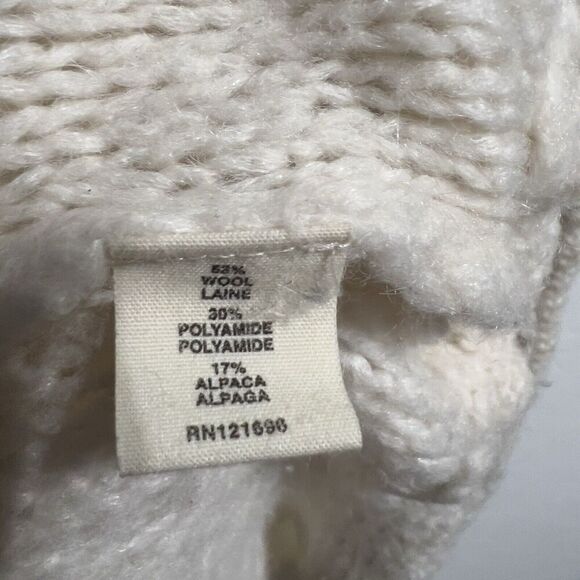 53%
WOOL
LAINE
30%
POLYAMIDE
POLYAMIDE
17%
ALPACA
ALPAGA
RN121696